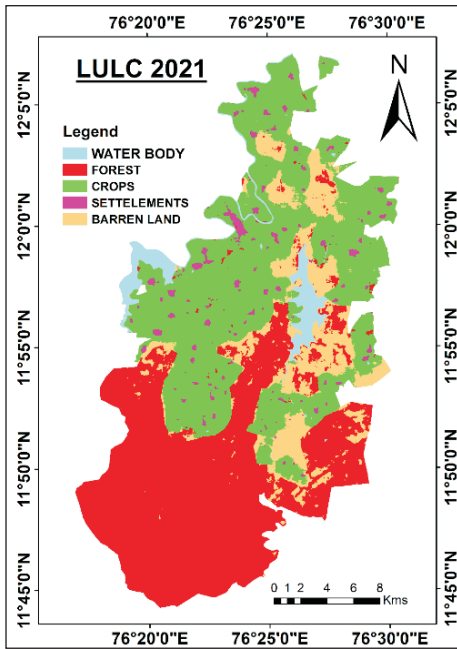 76°20'0"E 76°25'0"E 76°30'0"E
LULC 2021
N
12°5'0"N
12°5'0"N
Legend
WATER BODY
FOREST
CROPS
SETTELEMENTS
BARREN LAND
12°0'0"N
12°0'0"N
11°55'0"N
11°55'0"N
11°50'0"N
11°50'0"N
11°45'0"N
11°45'0"N
0 1 2 4 6 8
Kms
76°20'0"E 76°25'0"E 76°30'0"E